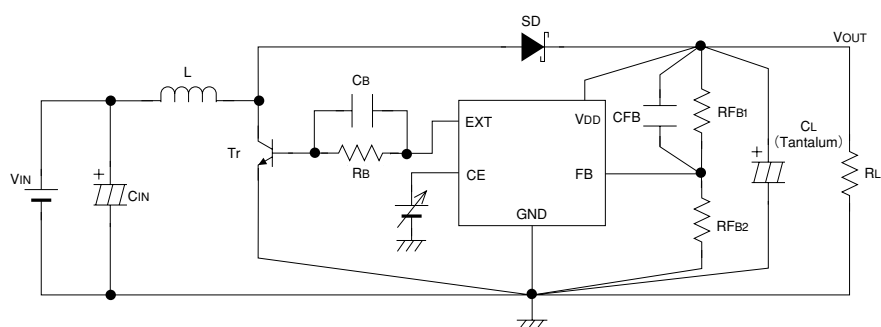 SD
VOUT
L
CB
EXT
VDD
CFB
RFB1
CL
(Tantalum)
+
Tr
RB
CE
FB
RL
VIN
+
CIN
GND
RFB2